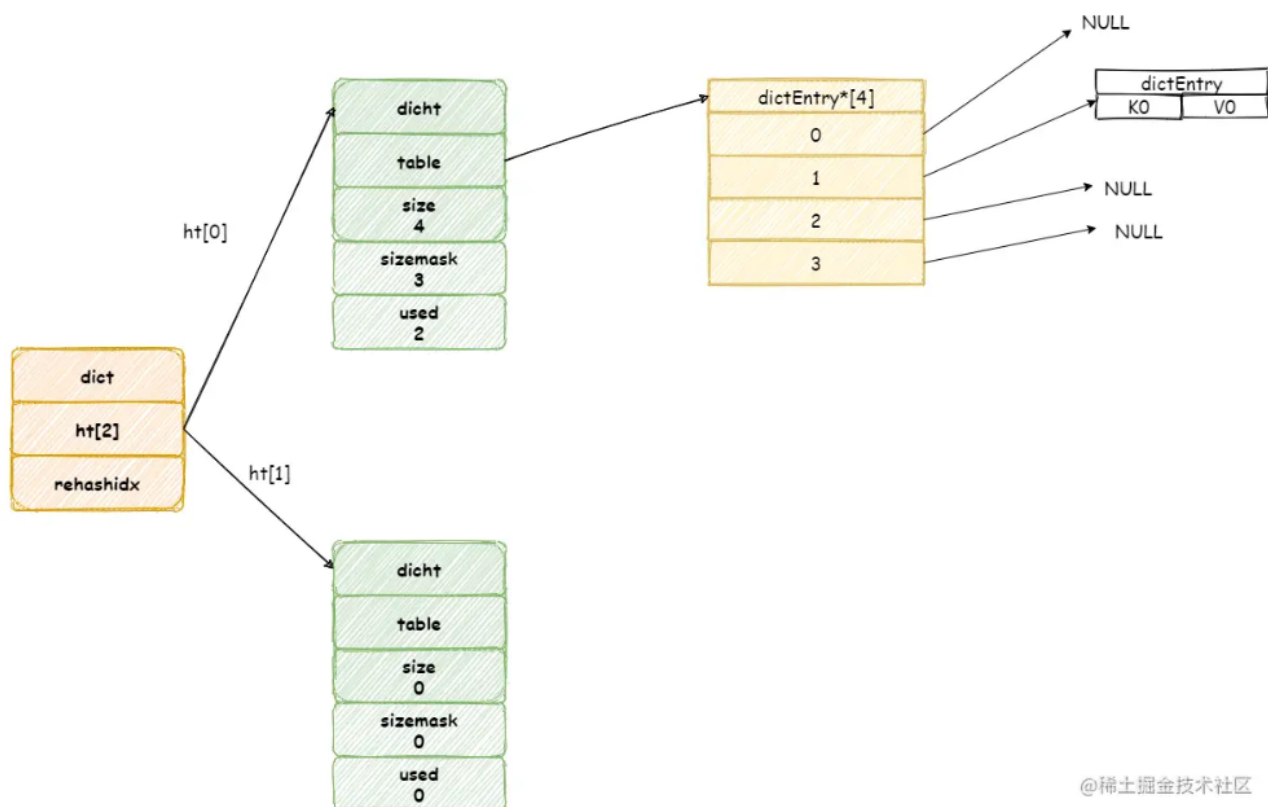 NULL
dictEntry
K0 V0
dicht
dictEntry*[4]
0
table
1
NULL
size
4
2
ht[0]
NULL
sizemask
3
3
used
2
dict
ht[2]
ht[1]
rehashidx
dicht
table
size
0
sizemask
0
used
0
@稀土掘金技术社区